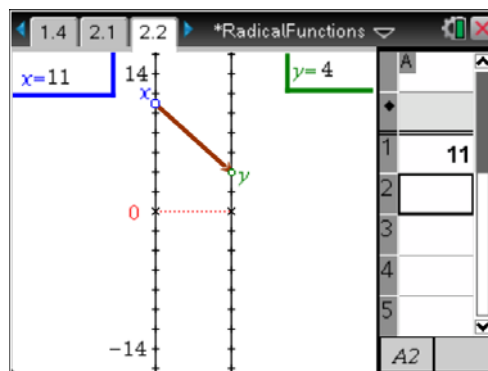 1.4 2.1 2.2 *RadicalFunctions
x=11
y= 4
A
14
x
◆
1 11
y
2
0
3
4
5
-14
A2